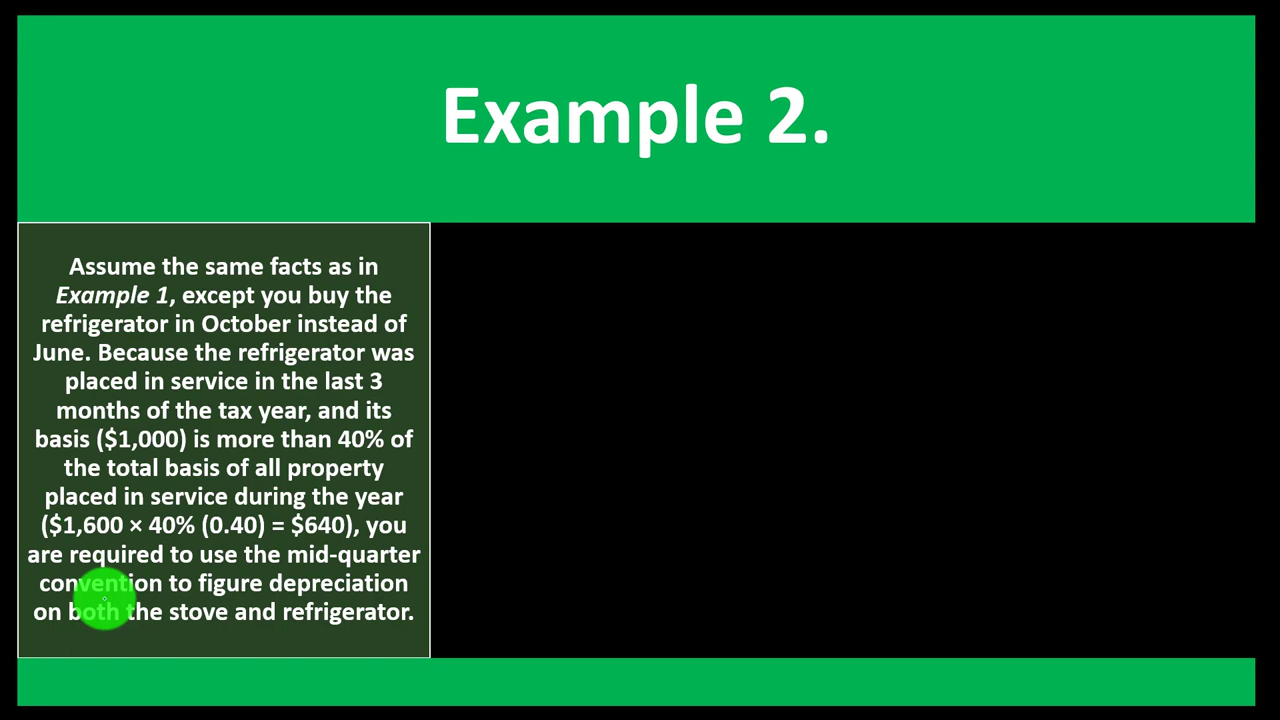 Example 2.
Assume the same facts as in
Example 1, except you buy the
refrigerator in October instead of
June. Because the refrigerator was
placed in service in the last 3
months of the tax year, and its
basis ($1,000) is more than 40% of
the total basis of all property
placed in service during the year
($1,600 × 40% (0.40) = $640), you
are required to use the mid-quarter
convention to figure depreciation
on both the stove and refrigerator.